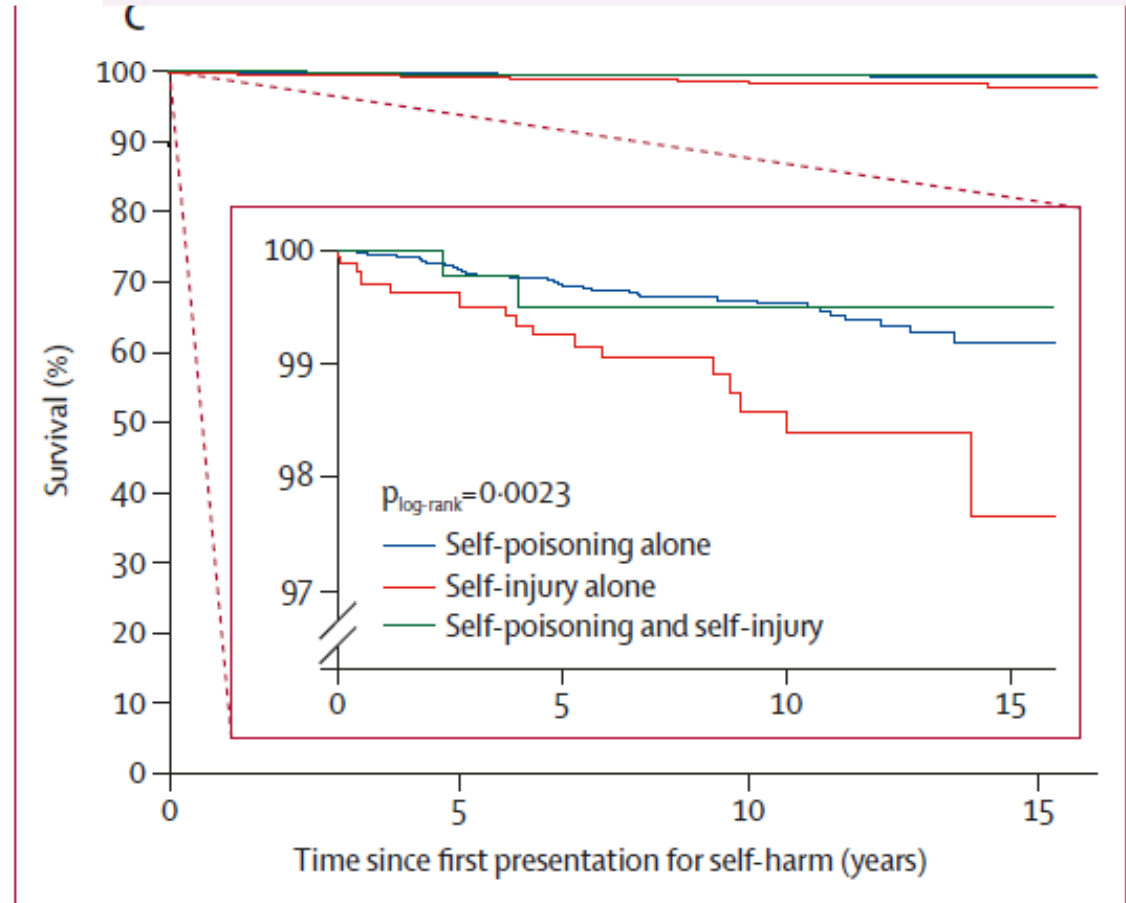 C
100
90
80
70
60
50
40
30
20
10
0
Survival (%)
100
99
98
97
p log-rank=0·0023
Self-poisoning alone
Self-injury alone
Self-poisoning and self-injury
0 5 10 15
0 5 10 15
Time since first presentation for self-harm (years)